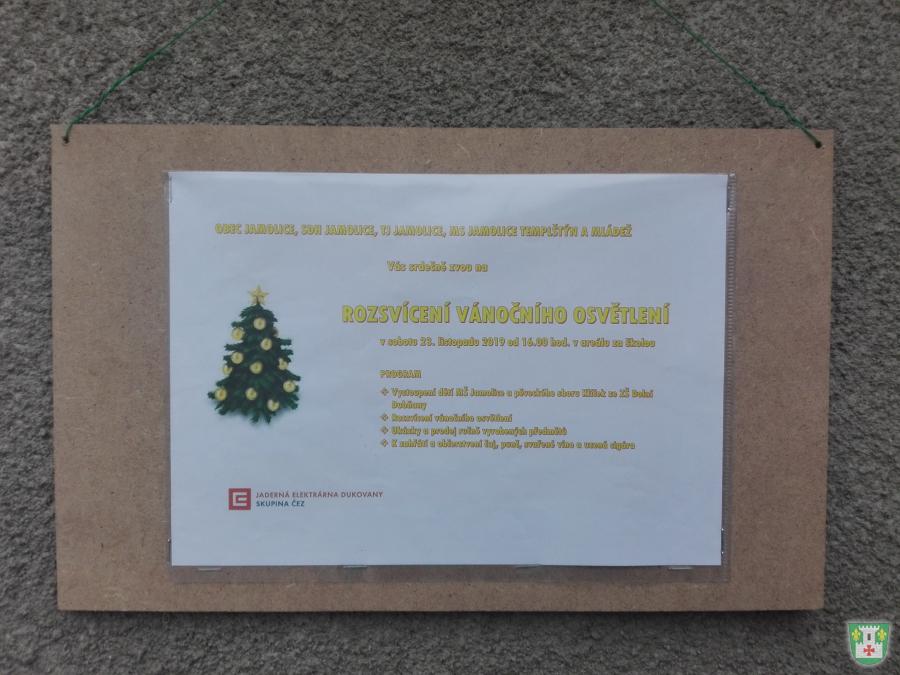 OBEC JAMOLICE, SDH JAMOLICE, TJ JAMOLICE, MS JAMOLICE TEMPLŠTÝN A MLÁDEŽ
Vás srdečně zvou na
ROZSVÍCENÍ VÁNOČNÍHO OSVĚTLENÍ
v sobotu 23. listopadu 2019 od 16.00 hod. v areálu za školou
PROGRAM
Vystoupení dětí MŠ Jamolice a pěveckého sboru Klíček ze ZŠ Dolní
Dubňany
Rozsvícení vánočního osvětlení
Ukázky a prodej ručně vyrobených předmětů
K zahřátí a občerstvení čaj, punč, svařené víno a uzená cigára
JADERNÁ ELEKTRÁRNA DUKOVANY
SKUPINA ČEZ